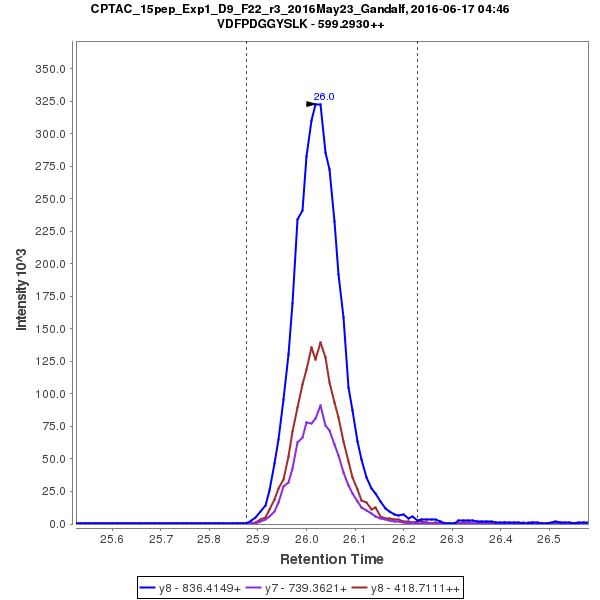 CPTAC_15pep_Exp1_D9_F22_r3_2016May23_Gandalf, 2016-06-17 04:46
VDFPDGGYSLK - 599.2930++
26.0
350.0
325.0
300.0
275.0
250.0
225.0
200.0
175.0
150.0
125.0
100.0
75.0
50.0
25.0
0.0
Intensity 10^3
25.6 25.7 25.8 25.9 26.0 26.1 26.2 26.3 26.4 26.5
Retention Time
y8 - 836.4149+ y7 - 739.3621+ y8 - 418.7111++